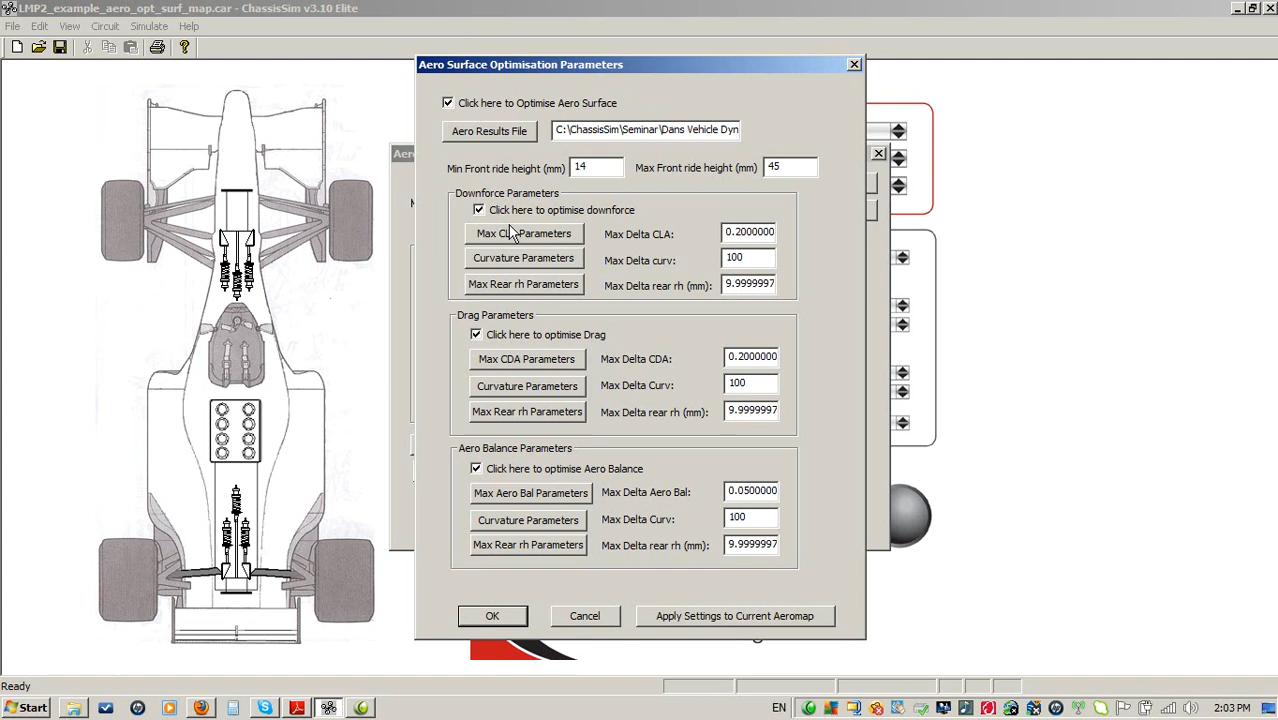 LMP2_example_aero_opt_surf_map.car - ChassisSim v3.10 Elite
File Edit View Circuit Simulate Help
Aero Surface Optimisation Parameters
Click here to Optimise Aero Surface
Aero Results File C:\ChassisSim\Seminar\Dans Vehicle Dyn
Min Front ride height (mm) 14 Max Front ride height (mm) 45
Downforce Parameters
Click here to optimise downforce
Max CLA Parameters Max Delta CLA: 0.2000000
Curvature Parameters Max Delta curv: 100
Max Rear rh Parameters Max Delta rear rh (mm): 9.9999997
Drag Parameters
Click here to optimise Drag
Max CDA Parameters Max Delta CDA: 0.2000000
Curvature Parameters Max Delta Curv: 100
Max Rear rh Parameters Max Delta rear rh (mm): 9.9999997
Aero Balance Parameters
Click here to optimise Aero Balance
Max Aero Bal Parameters Max Delta Aero Bal: 0.0500000
Curvature Parameters Max Delta Curv: 100
Max Rear rh Parameters Max Delta rear rh (mm): 9.9999997
OK Cancel Apply Settings to Current Aeromap
Ready
Start EN 2:03 PM